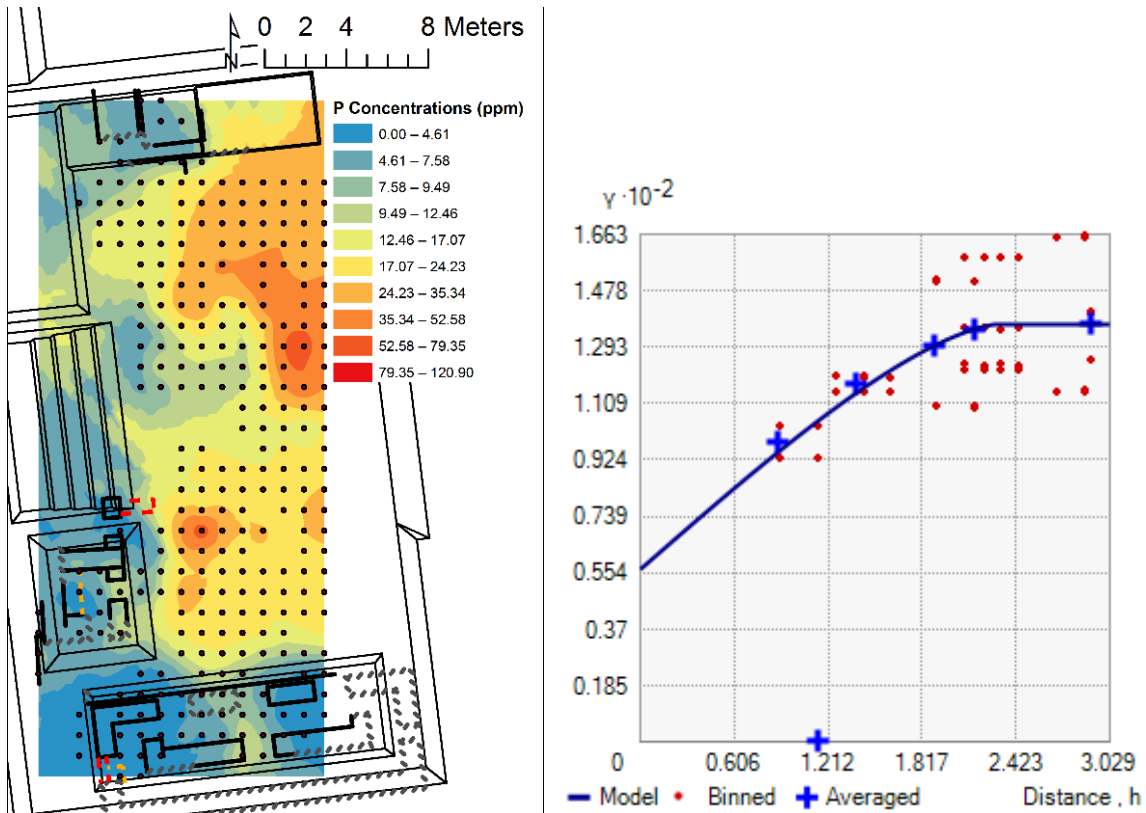 0 2 4 8 Meters
N
P Concentrations (ppm)
0.00 – 4.61
4.61 – 7.58
7.58 – 9.49
9.49 – 12.46
12.46 – 17.07
17.07 – 24.23
24.23 – 35.34
35.34 – 52.58
52.58 – 79.35
79.35 – 120.90
γ ·10⁻²
1.663
1.478
1.293
1.109
0.924
0.739
0.554
0.37
0.185
0 0.606 1.212 1.817 2.423 3.029
Model Binned Averaged Distance , h